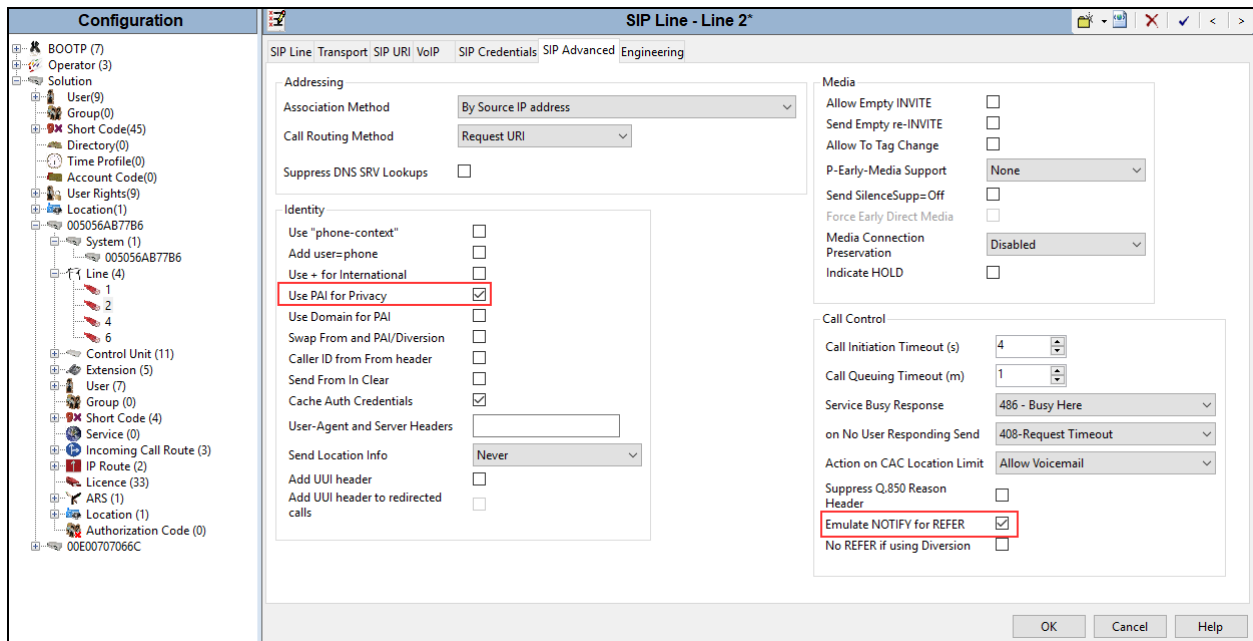 Configuration
BOOTP (7)
Operator (3)
Solution
User(9)
Group(0)
Short Code(45)
Directory(0)
Time Profile(0)
Account Code(0)
User Rights(9)
Location(1)
005056AB77B6
System (1)
005056AB77B6
Line (4)
1
2
4
6
Control Unit (11)
Extension (5)
User (7)
Group (0)
Short Code (4)
Service (0)
Incoming Call Route (3)
IP Route (2)
Licence (33)
ARS (1)
Location (1)
Authorization Code (0)
00E00707066C
SIP Line - Line 2*
SIP Line Transport SIP URI VoIP SIP Credentials SIP Advanced Engineering
Addressing
Association Method By Source IP address
Call Routing Method Request URI
Suppress DNS SRV Lookups
Identity
Use "phone-context"
Add user=phone
Use + for International
Use PAI for Privacy
Use Domain for PAI
Swap From and PAI/Diversion
Caller ID from From header
Send From In Clear
Cache Auth Credentials
User-Agent and Server Headers
Send Location Info Never
Add UUI header
Add UUI header to redirected
calls
Media
Allow Empty INVITE
Send Empty re-INVITE
Allow To Tag Change
P-Early-Media Support None
Send SilenceSupp=Off
Force Early Direct Media
Media Connection
Preservation Disabled
Indicate HOLD
Call Control
Call Initiation Timeout (s) 4
Call Queuing Timeout (m) 1
Service Busy Response 486 - Busy Here
on No User Responding Send 408-Request Timeout
Action on CAC Location Limit Allow Voicemail
Suppress Q.850 Reason
Header
Emulate NOTIFY for REFER
No REFER if using Diversion
OK Cancel Help